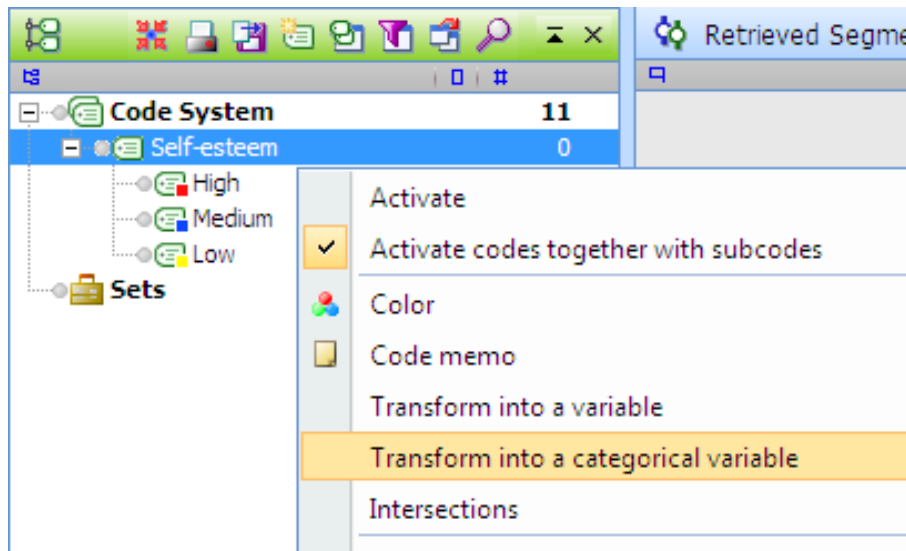 Retrieved Segme
#
Code System 11
Self-esteem 0
High
Medium
Low
Sets
Activate
Activate codes together with subcodes
Color
Code memo
Transform into a variable
Transform into a categorical variable
Intersections